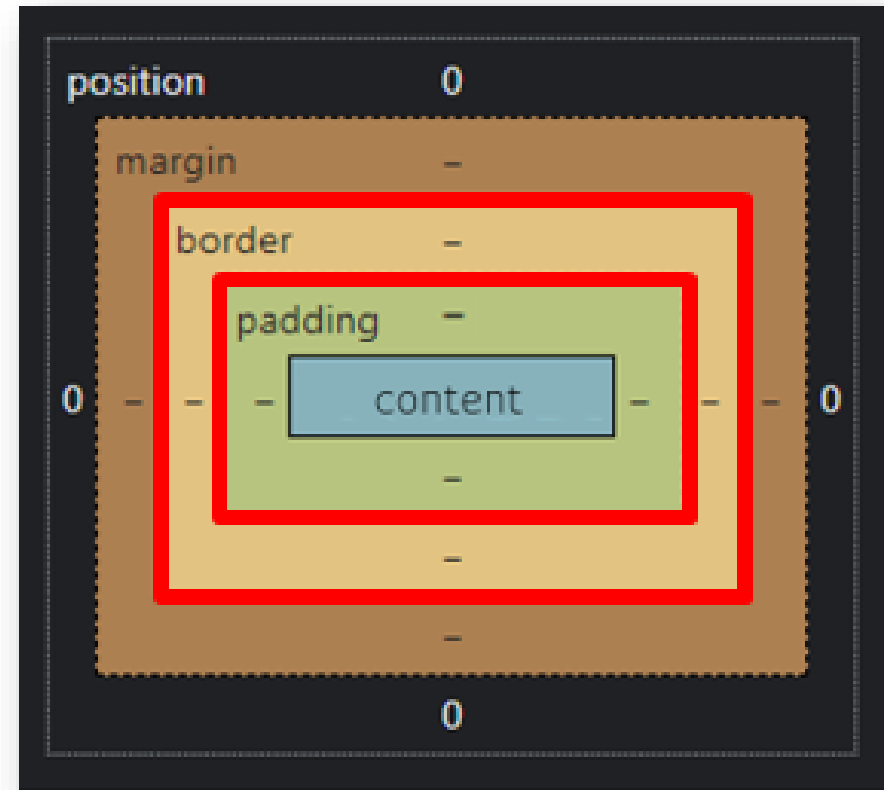 position 0
margin –
border –
padding –
0 – – – content – – – 0
–
–
–
0